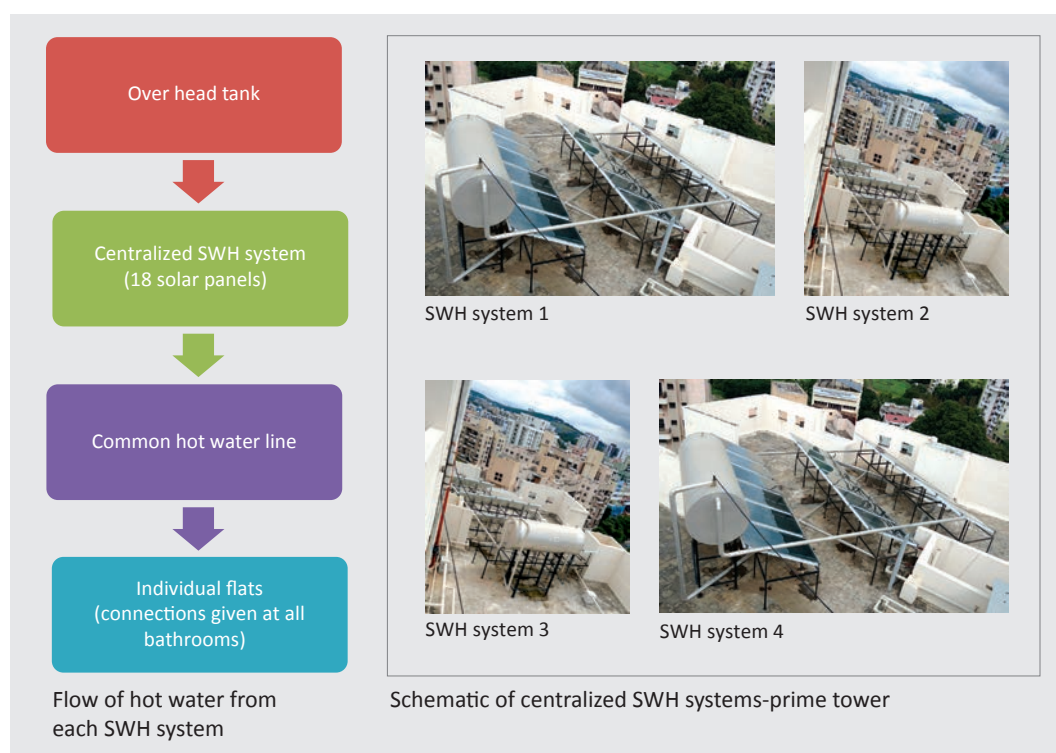 Over head tank
Centralized SWH system
(18 solar panels)
Common hot water line
Individual flats
(connections given at all
bathrooms)
Flow of hot water from
each SWH system
SWH system 1
SWH system 2
SWH system 3
SWH system 4
Schematic of centralized SWH systems-prime tower